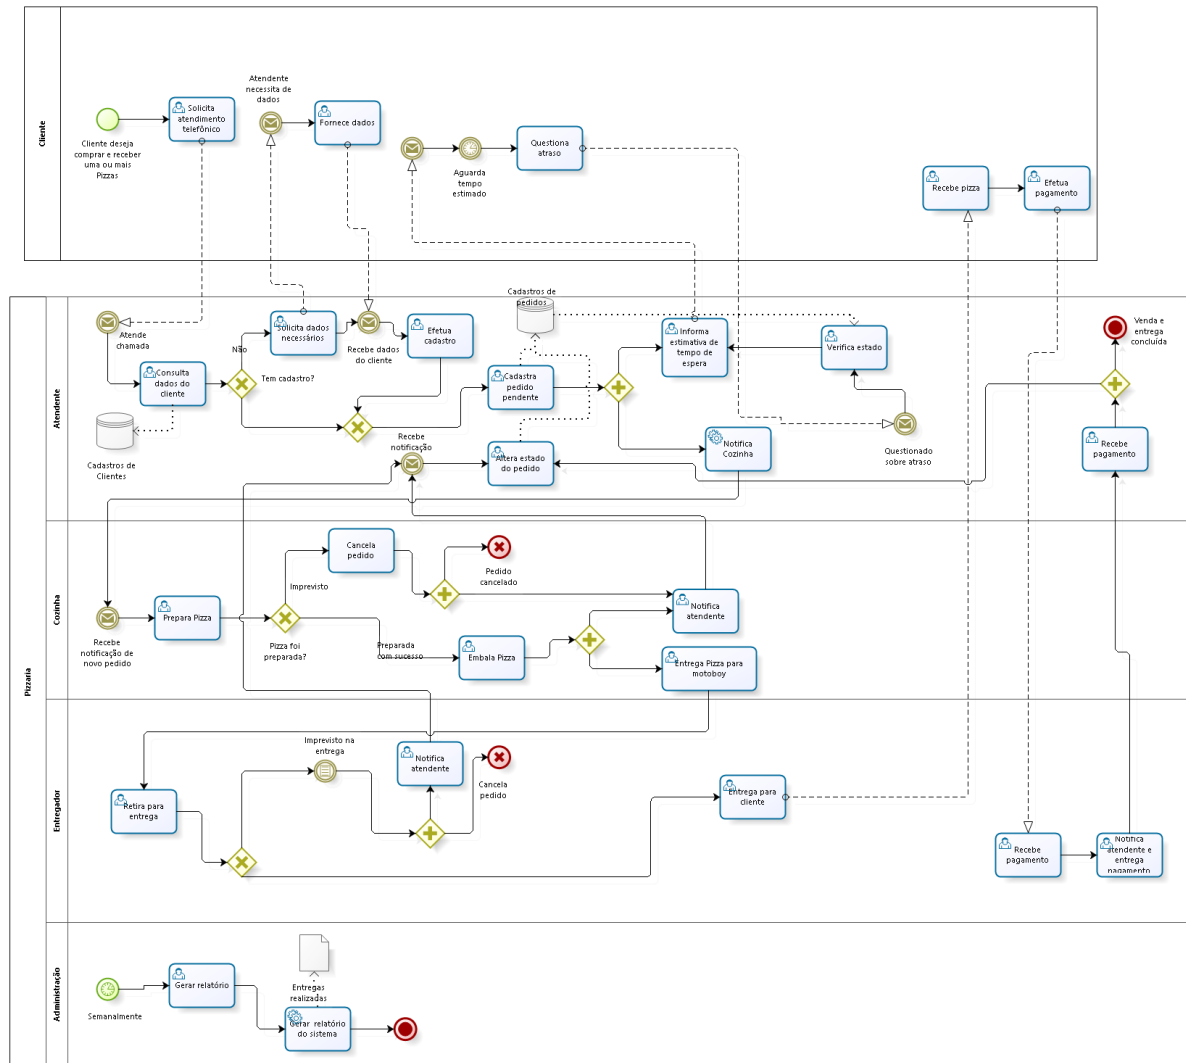 Cliente
Cliente deseja
comprar e receber
uma ou mais
Pizzas
Solicita
atendimento
telefônico
Atendente
necessita de
dados
Fornece dados
Aguarda
tempo
estimado
Questiona
atraso
Recebe pizza
Efetua
pagamento
Pizzaria
Atendente
Atende
chamada
Consulta
dados do
cliente
Cadastros de
Clientes
Não
Tem cadastro?
Solicita dados
necessários
Recebe dados
do cliente
Efetua
cadastro
Recebe
notificação
Cadastros de
pedidos
Cadastra
pedido
pendente
Altera estado
do pedido
Informa
estimativa de
tempo de
espera
Notifica
Cozinha
Verifica estado
Questionado
sobre atraso
Venda e
entrega
concluída
Recebe
pagamento
Cozinha
Recebe
notificação de
novo pedido
Prepara Pizza
Pizza foi
preparada?
Imprevisto
Cancela
pedido
Pedido
cancelado
Preparada
com sucesso
Embala Pizza
Notifica
atendente
Entrega Pizza para
motoboy
Entregador
Retira para
entrega
Imprevisto na
entrega
Notifica
atendente
Cancela
pedido
Entrega para
cliente
Recebe
pagamento
Notifica
atendente e
entrega
pagamento
Administração
Semanalmente
Gerar relatório
Entregas
realizadas
Gerar relatório
do sistema